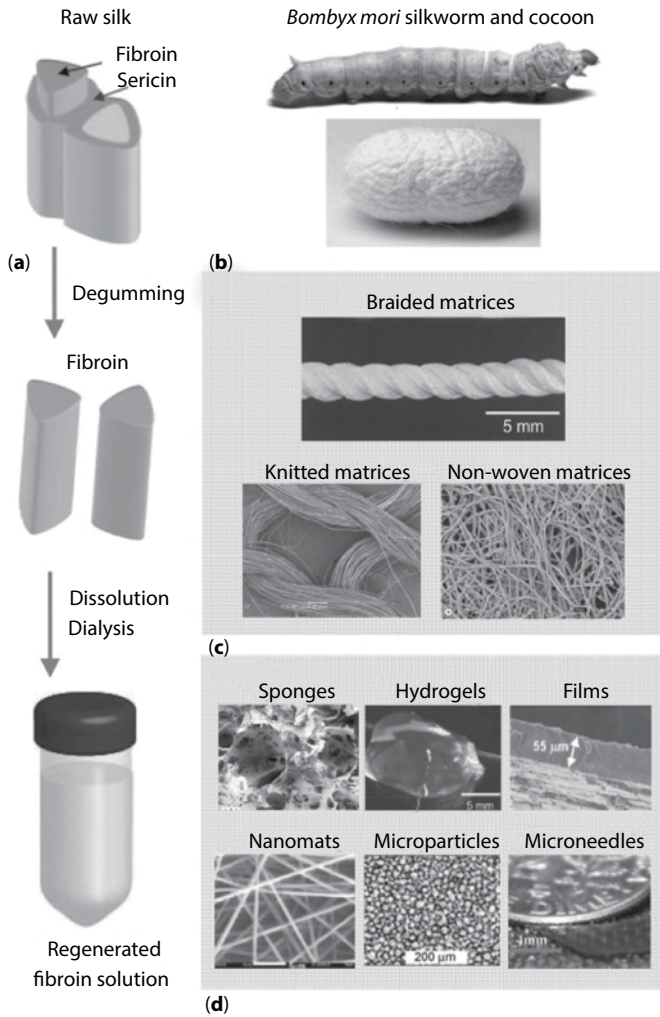 Raw silk
Fibroin
Sericin
(a)
Degumming
Fibroin
Dissolution
Dialysis
Regenerated
fibroin solution
Bombyx mori silkworm and cocoon
(b)
Braided matrices
5 mm
Knitted matrices
Non-woven matrices
(c)
Sponges
Hydrogels
Films
5 mm
55 μm
Nanomats
Microparticles
Microneedles
200 μm
1mm
(d)